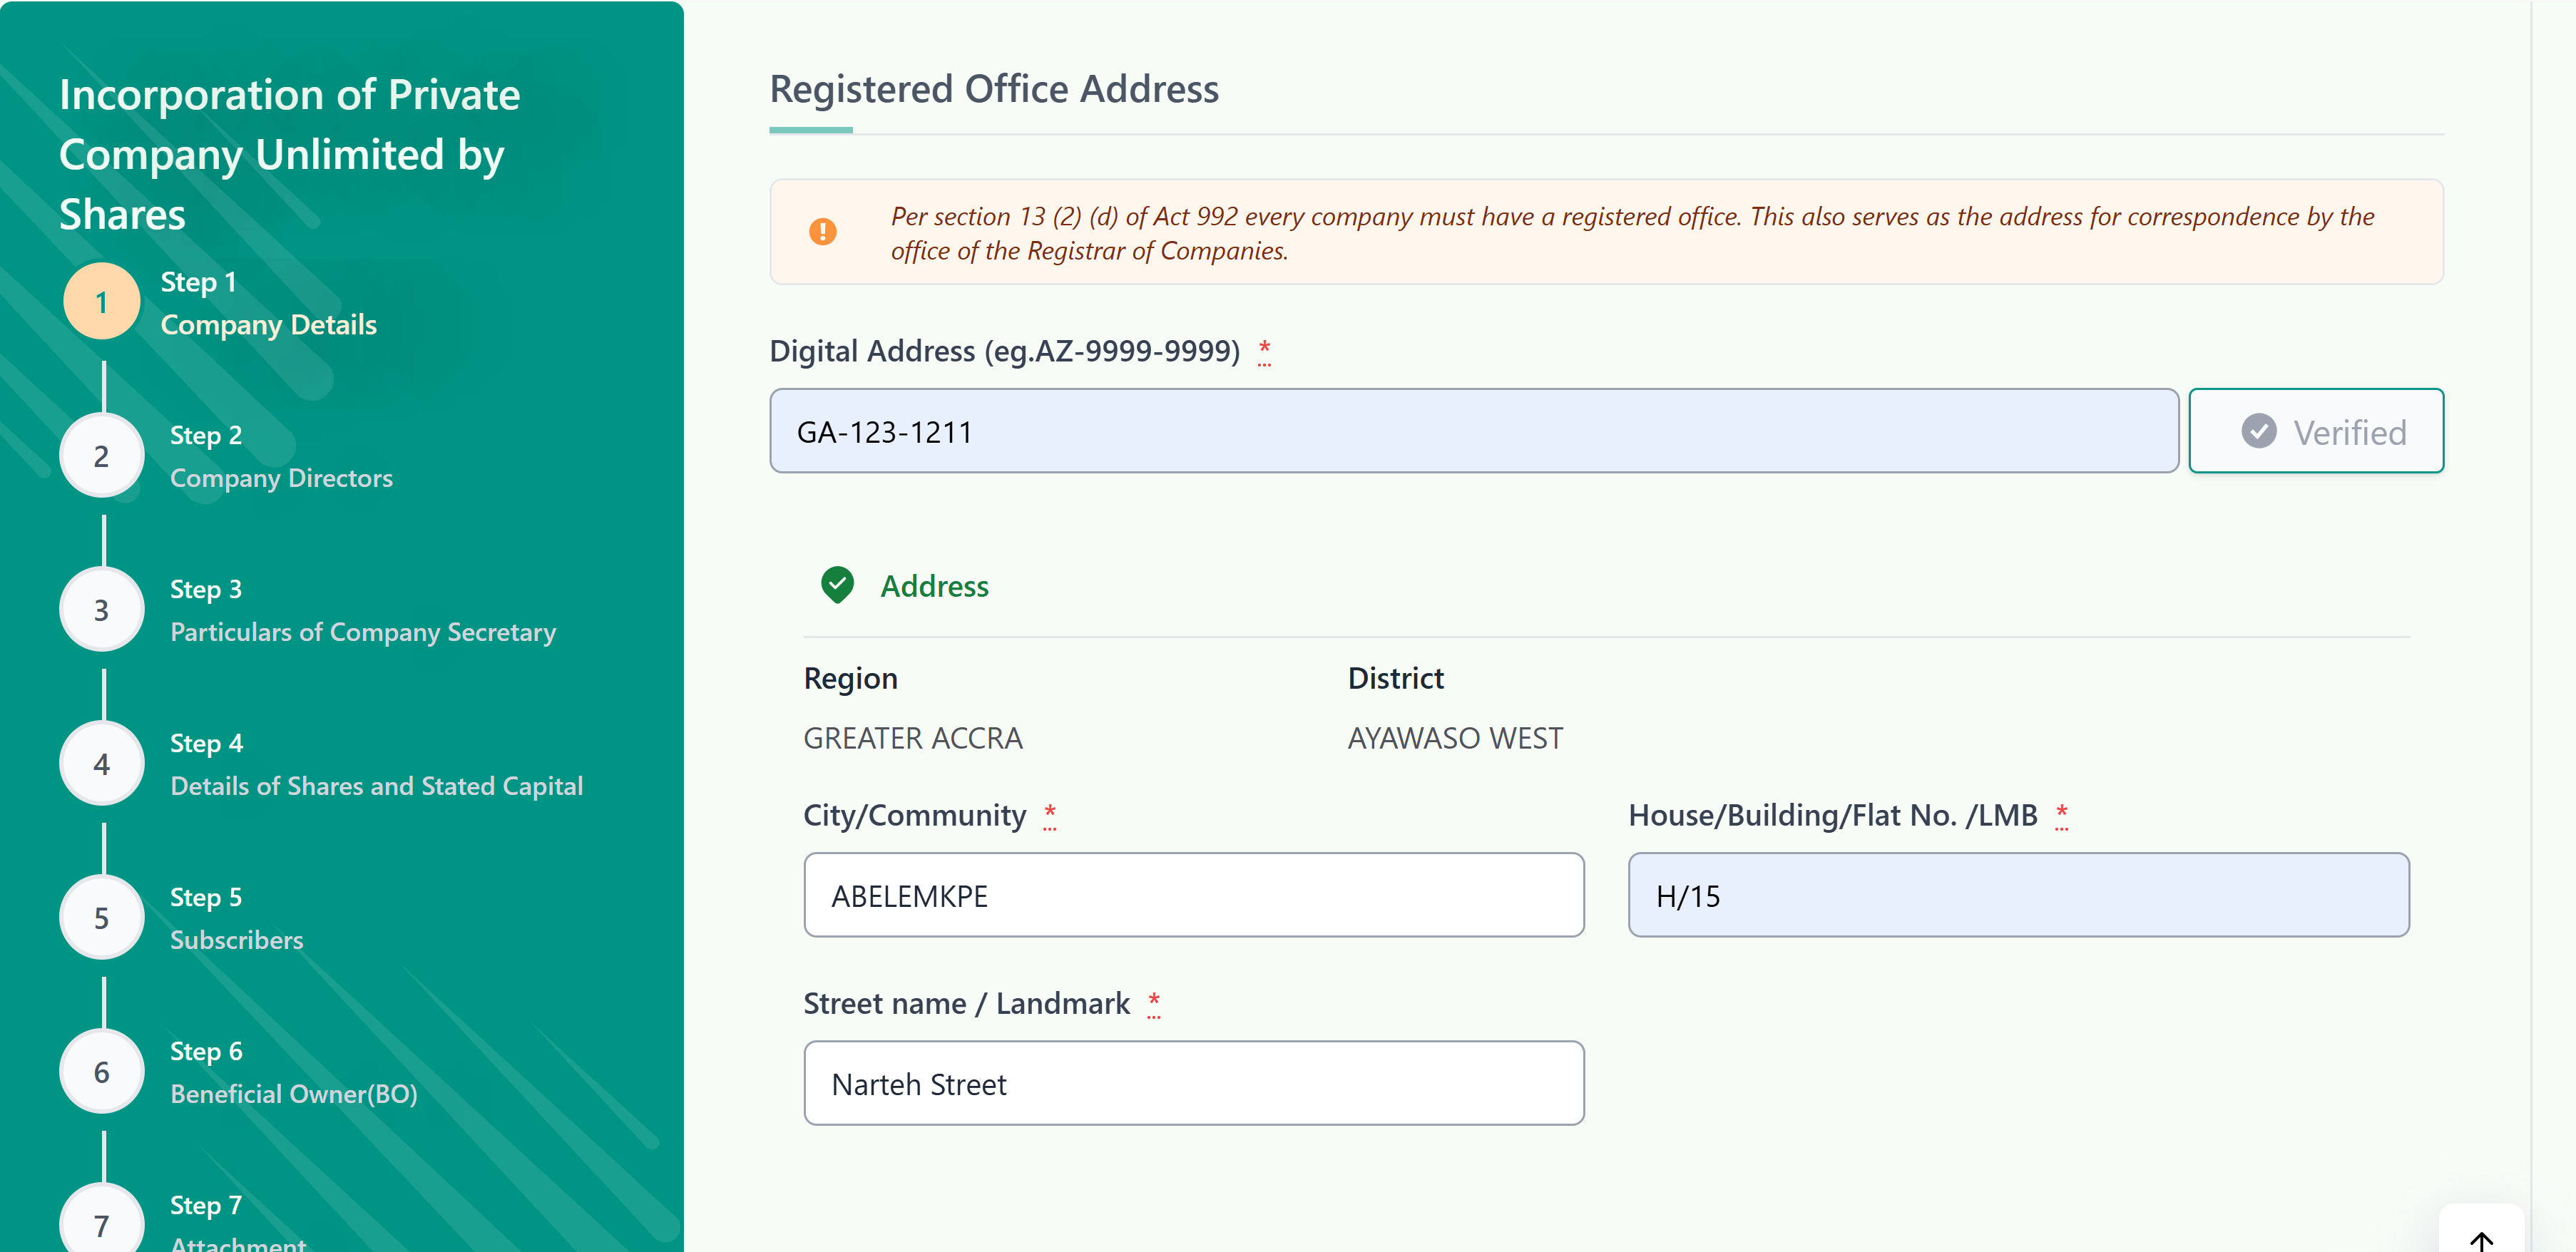 Incorporation of Private
Company Unlimited by
Shares
1
Step 1
Company Details
2
Step 2
Company Directors
3
Step 3
Particulars of Company Secretary
4
Step 4
Details of Shares and Stated Capital
5
Step 5
Subscribers
6
Step 6
Beneficial Owner(BO)
7
Step 7
Attachment
Registered Office Address
Per section 13 (2) (d) of Act 992 every company must have a registered office. This also serves as the address for correspondence by the
office of the Registrar of Companies.
Digital Address (eg.AZ-9999-9999) *
GA-123-1211
Verified
Address
Region
District
GREATER ACCRA
AYAWASO WEST
City/Community *
House/Building/Flat No. /LMB *
ABELEMKPE
H/15
Street name / Landmark *
Narteh Street